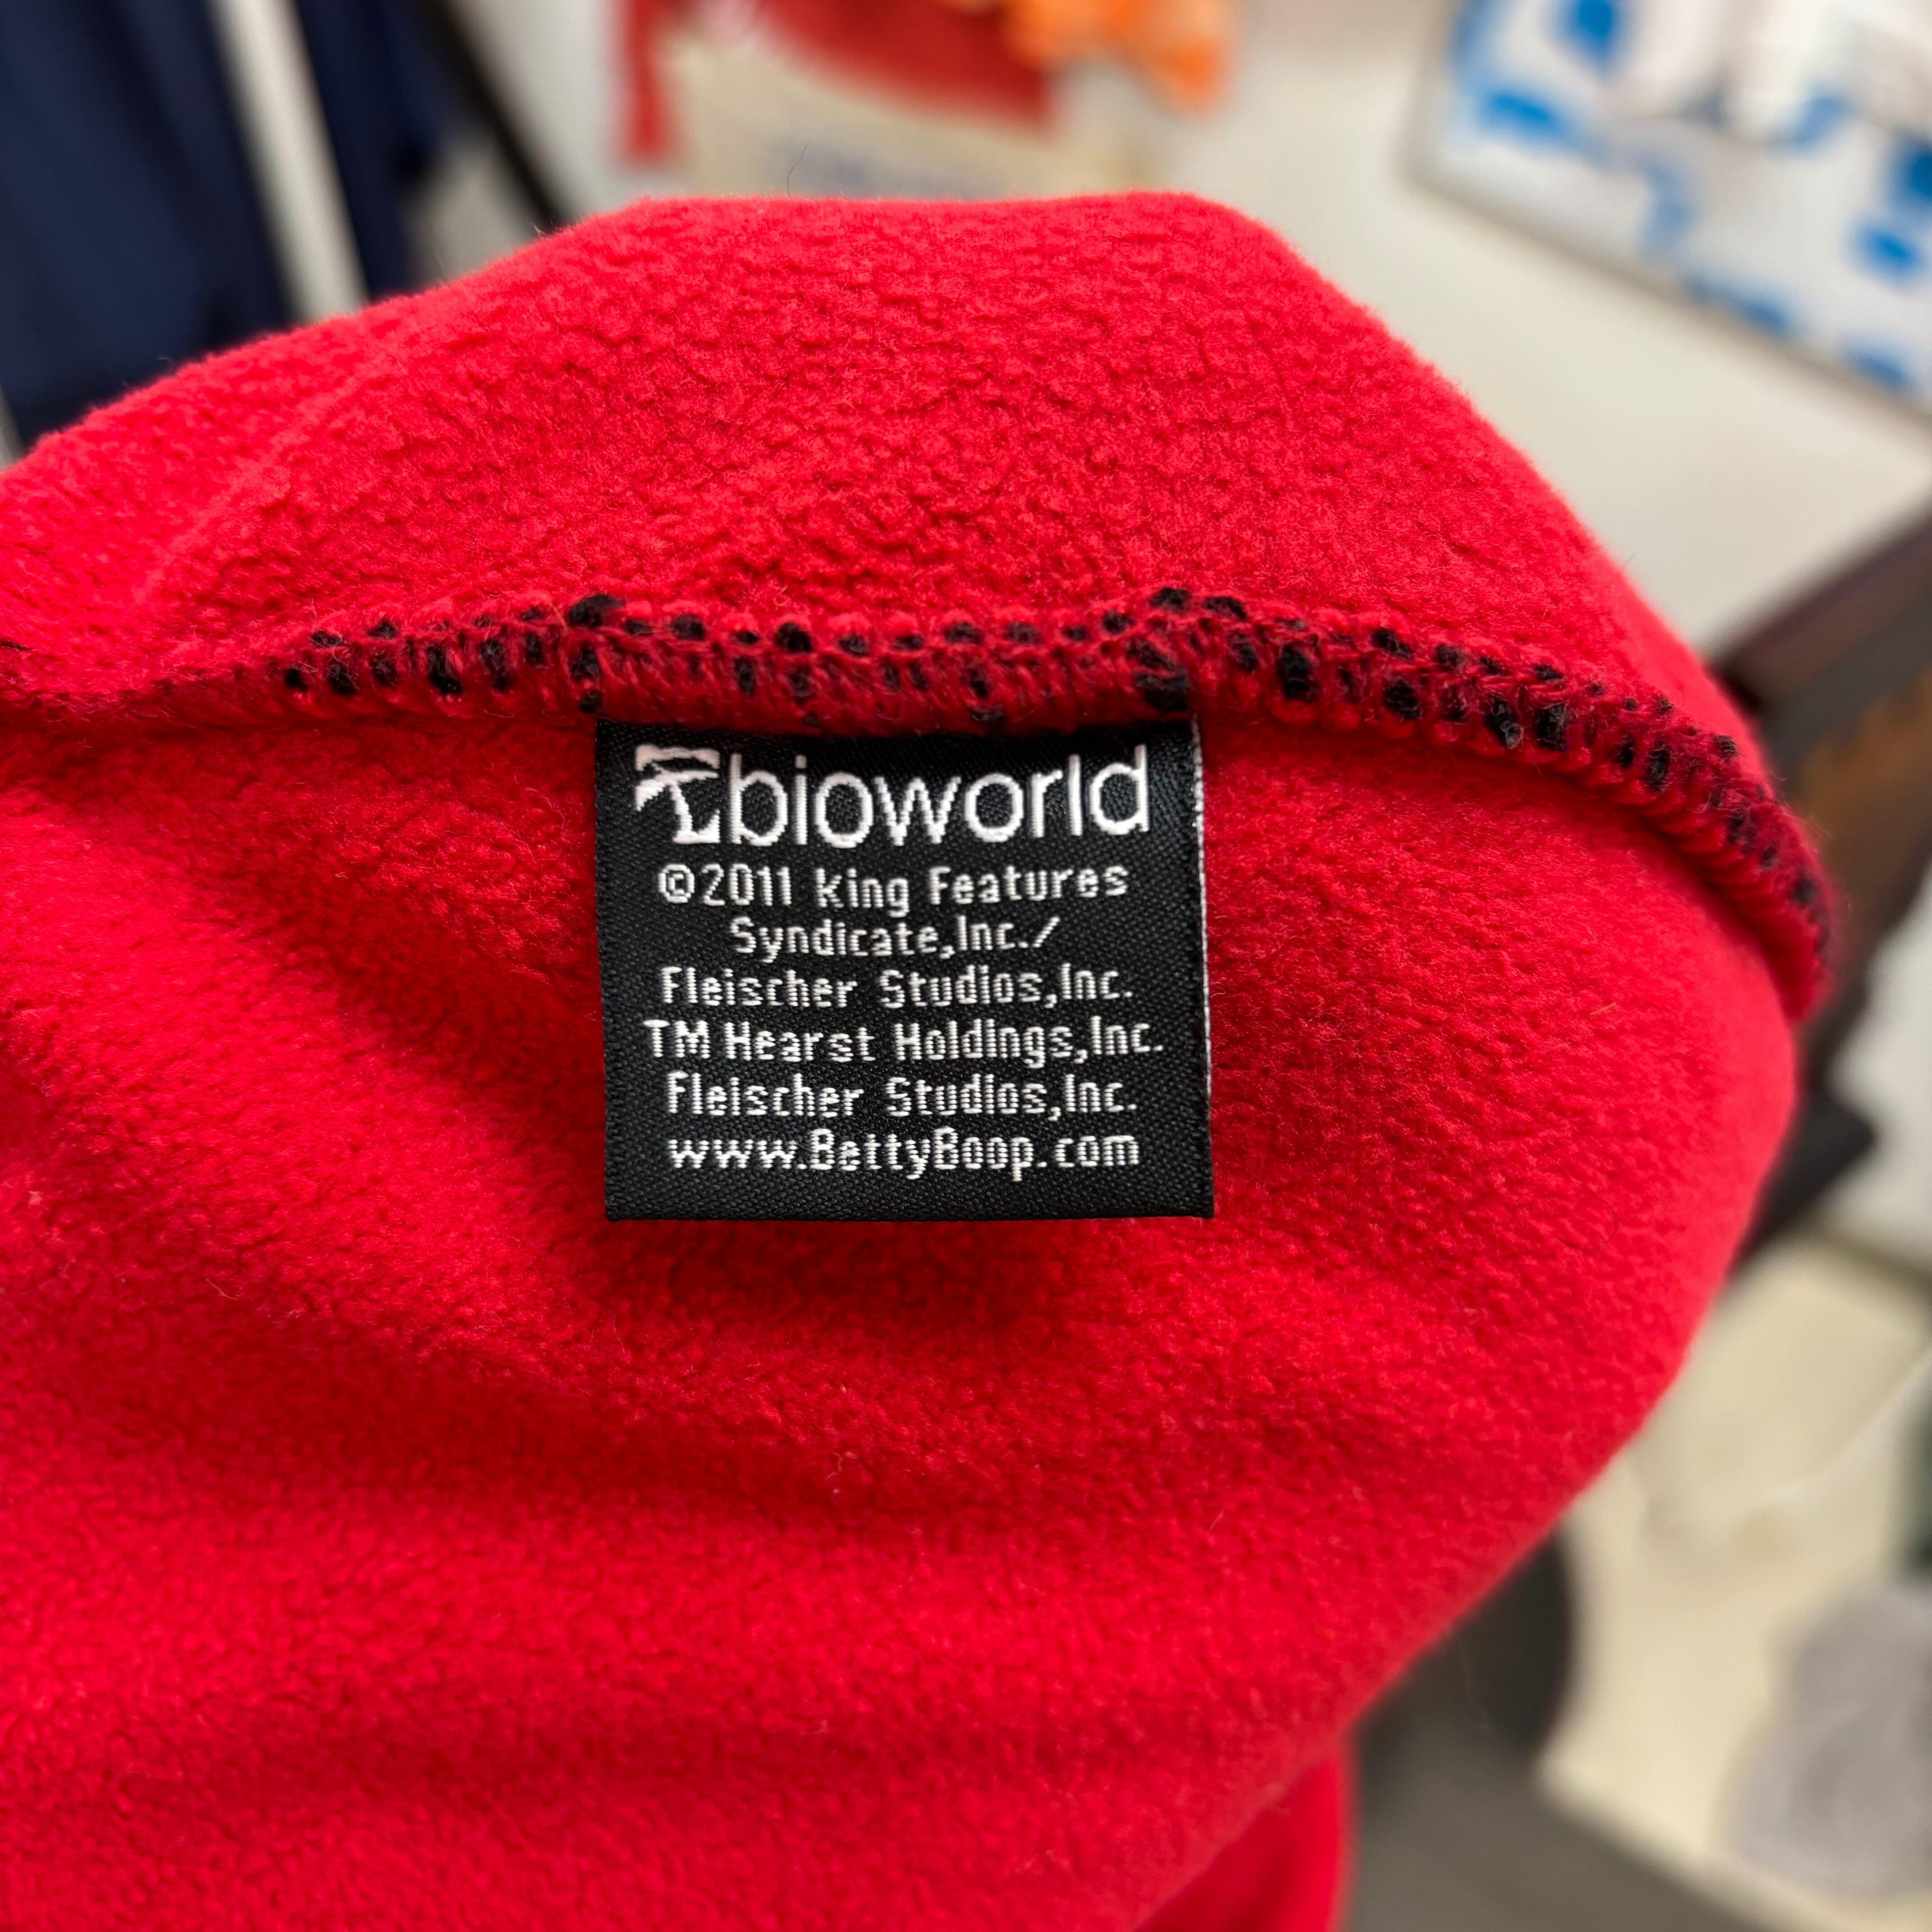 bioworld
©2011 King Features
Syndicate,Inc./
Fleischer Studios,Inc.
TM Hearst Holdings,Inc.
Fleischer Studios,Inc.
www.BettyBoop.com